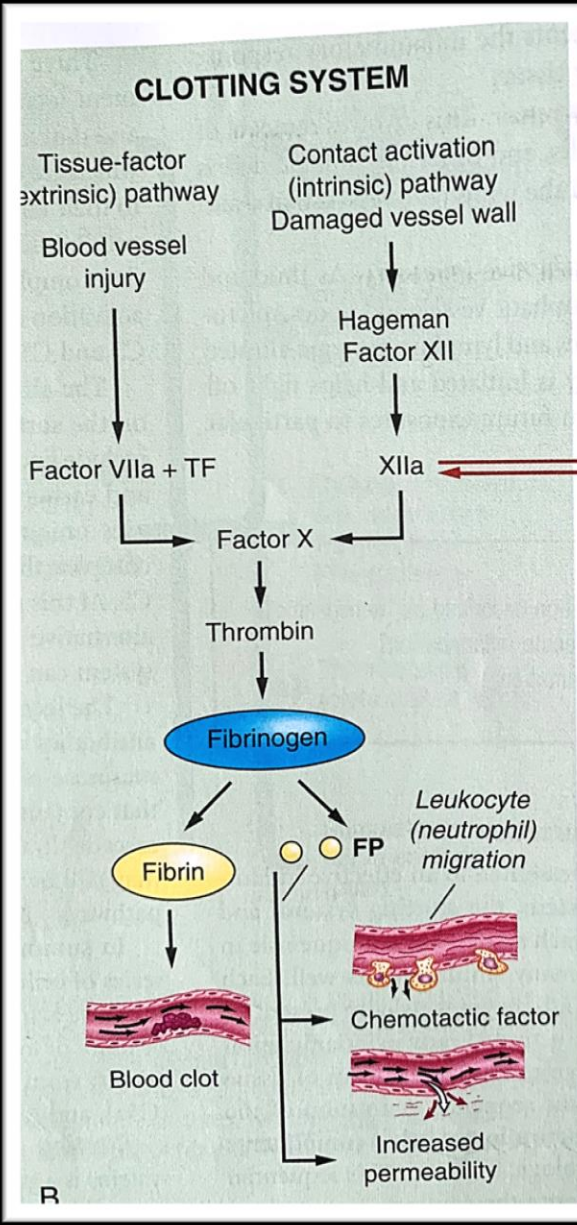 CLOTTING SYSTEM
Tissue-factor
extrinsic) pathway
Blood vessel
injury
Contact activation
(intrinsic) pathway
Damaged vessel wall
Hageman
Factor XII
Factor VIIa + TF
XIIa
Factor X
Thrombin
Fibrinogen
Fibrin
FP
Leukocyte
(neutrophil)
migration
Blood clot
Chemotactic factor
Increased
permeability
B